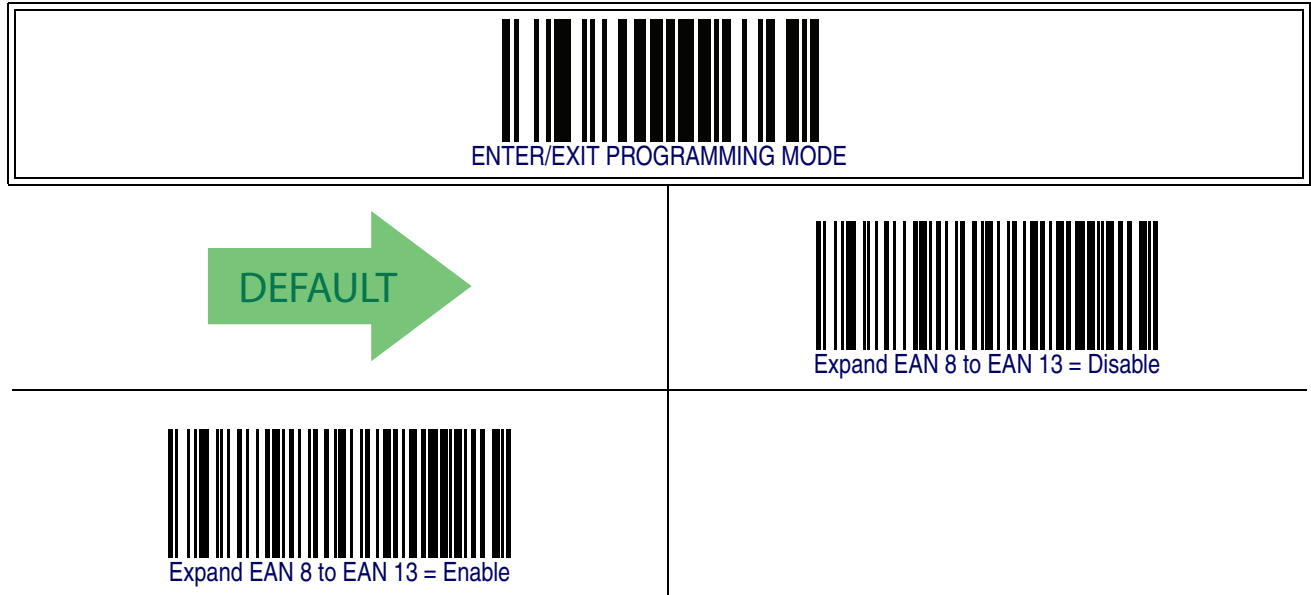 ENTER/EXIT PROGRAMMING MODE
DEFAULT
Expand EAN 8 to EAN 13 = Disable
Expand EAN 8 to EAN 13 = Enable